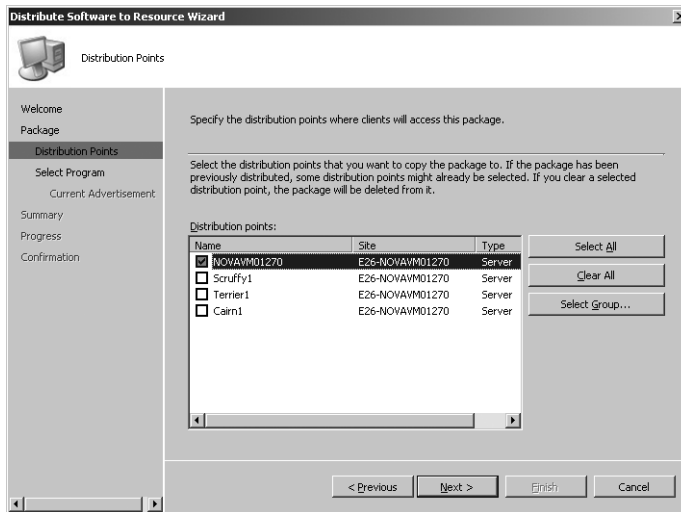 Distribute Software to Resource Wizard
Distribution Points
Welcome
Package
Distribution Points
Select Program
Current Advertisement
Summary
Progress
Confirmation
Specify the distribution points where clients will access this package.
Select the distribution points that you want to copy the package to. If the package has been
previously distributed, some distribution points might already be selected. If you clear a selected
distribution point, the package will be deleted from it.
Distribution points:
Name Site Type
NOVAVM01270 E26-NOVAVM01270 Server
Scruffy1 E26-NOVAVM01270 Server
Terrier1 E26-NOVAVM01270 Server
Cairn1 E26-NOVAVM01270 Server
Select All
Clear All
Select Group...
< Previous Next > Finish Cancel